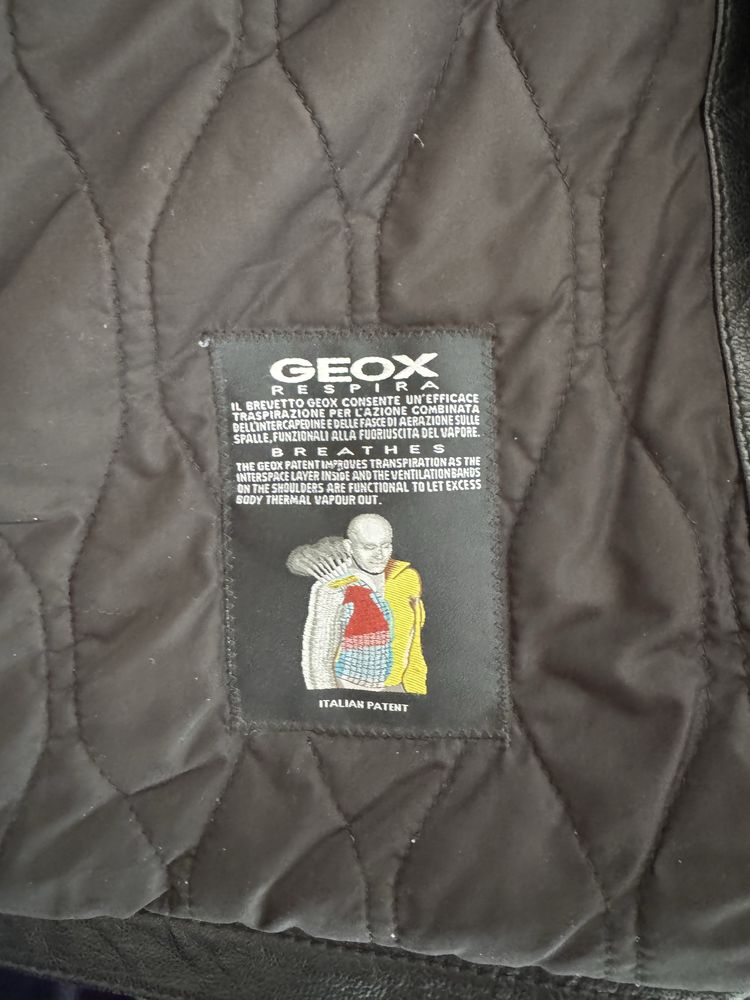 GEOX
RESPIRA
IL BREVETTO GEOX CONSENTE UN'EFFICACE
TRASPIRAZIONE PER L'AZIONE COMBINATA
DELL'INTERCAPEDINE E DELLE FASCE DI AERAZIONE SULLE
SPALLE, FUNZIONALI ALLA FUORIUSCITA DEL VAPORE.
BREATHES
THE GEOX PATENT IMPROVES TRANSPIRATION AS THE
INTERSPACE LAYER INSIDE AND THE VENTILATION BANDS
ON THE SHOULDERS ARE FUNCTIONAL TO LET EXCESS
BODY THERMAL VAPOUR OUT.
ITALIAN PATENT